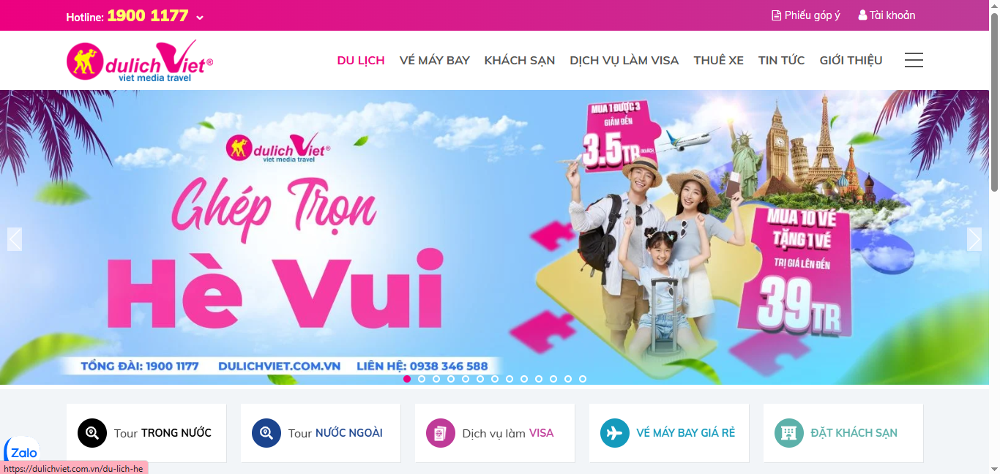 Hotline: 1900 1177
Phiếu góp ý
Tài khoản
dulichViet®
viet media travel
DU LỊCH
VÉ MÁY BAY
KHÁCH SẠN
DỊCH VỤ LÀM VISA
THUÊ XE
TIN TỨC
GIỚI THIỆU
dulichViet®
viet media travel
Ghép Trọn
Hè Vui
MUA 1 ĐƯỢC 3
GIẢM ĐẾN
3.5TR
/KHÁCH
MUA 10 VÉ
TẶNG 1 VÉ
TRỊ GIÁ LÊN ĐẾN
39TR
TỔNG ĐÀI: 1900 1177
DULICHVIET.COM.VN
LIÊN HỆ: 0938 346 588
Tour TRONG NƯỚC
Tour NƯỚC NGOÀI
Dịch vụ làm VISA
VÉ MÁY BAY GIÁ RẺ
ĐẶT KHÁCH SẠN
Zalo
https://dulichviet.com.vn/du-lich-he